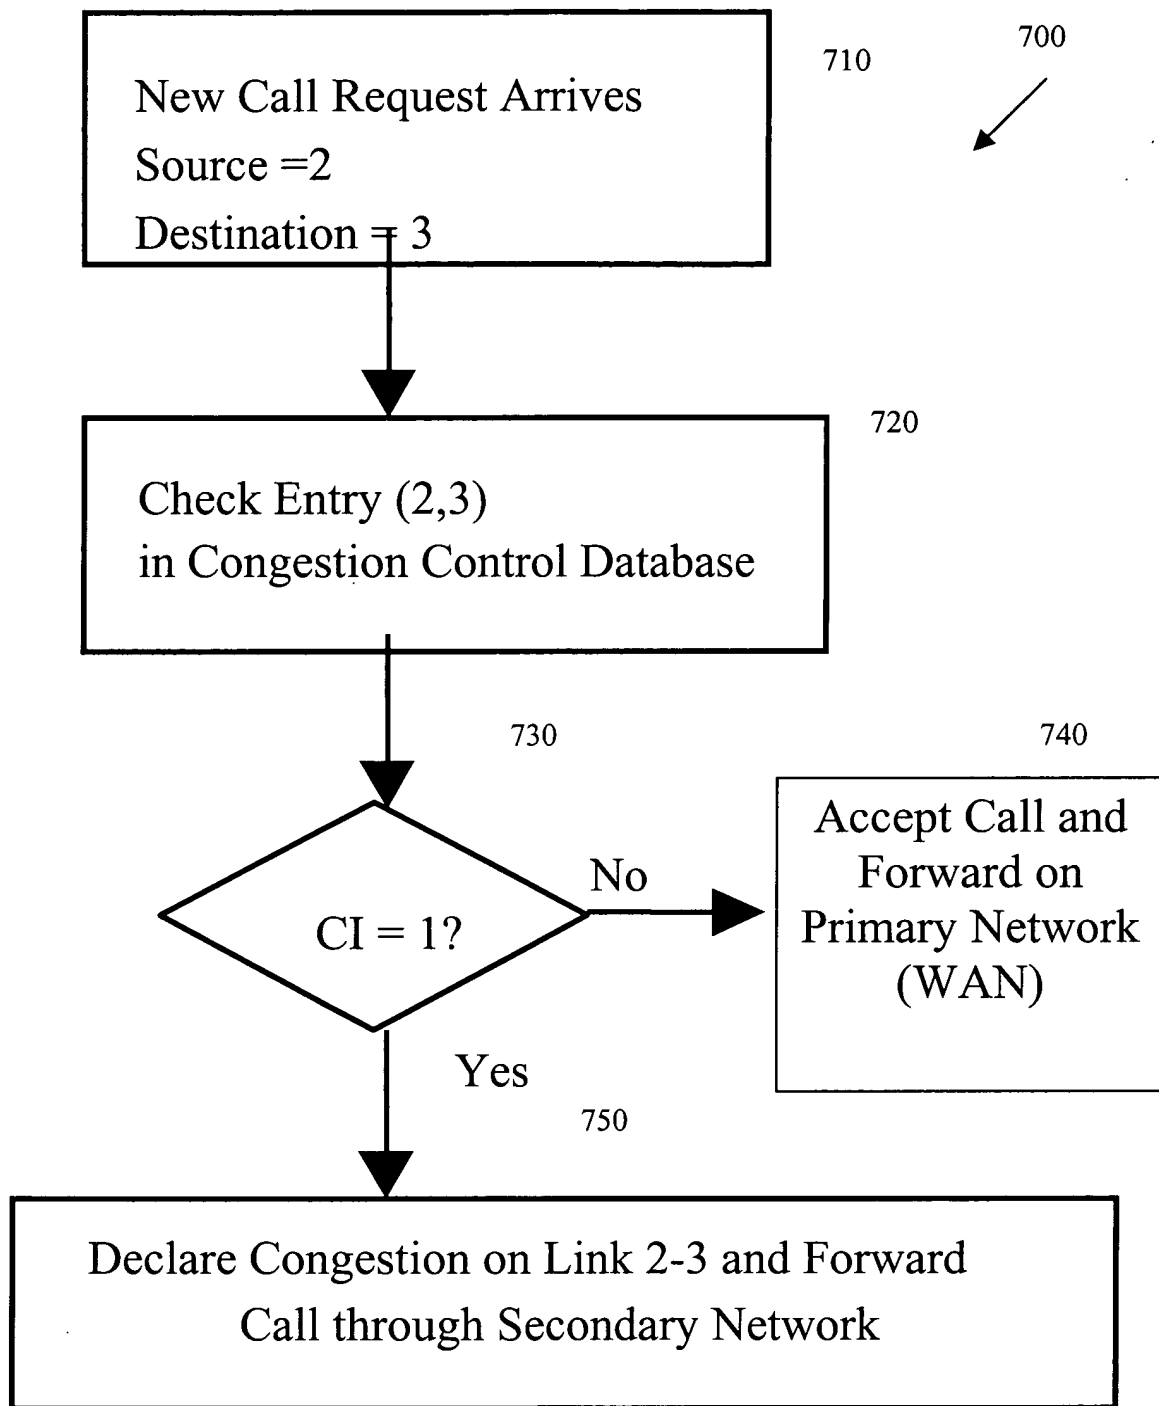 700
710
New Call Request Arrives
Source =2
Destination = 3
720
Check Entry (2,3)
in Congestion Control Database
730
CI = 1?
No
740
Accept Call and
Forward on
Primary Network
(WAN)
Yes
750
Declare Congestion on Link 2-3 and Forward
Call through Secondary Network